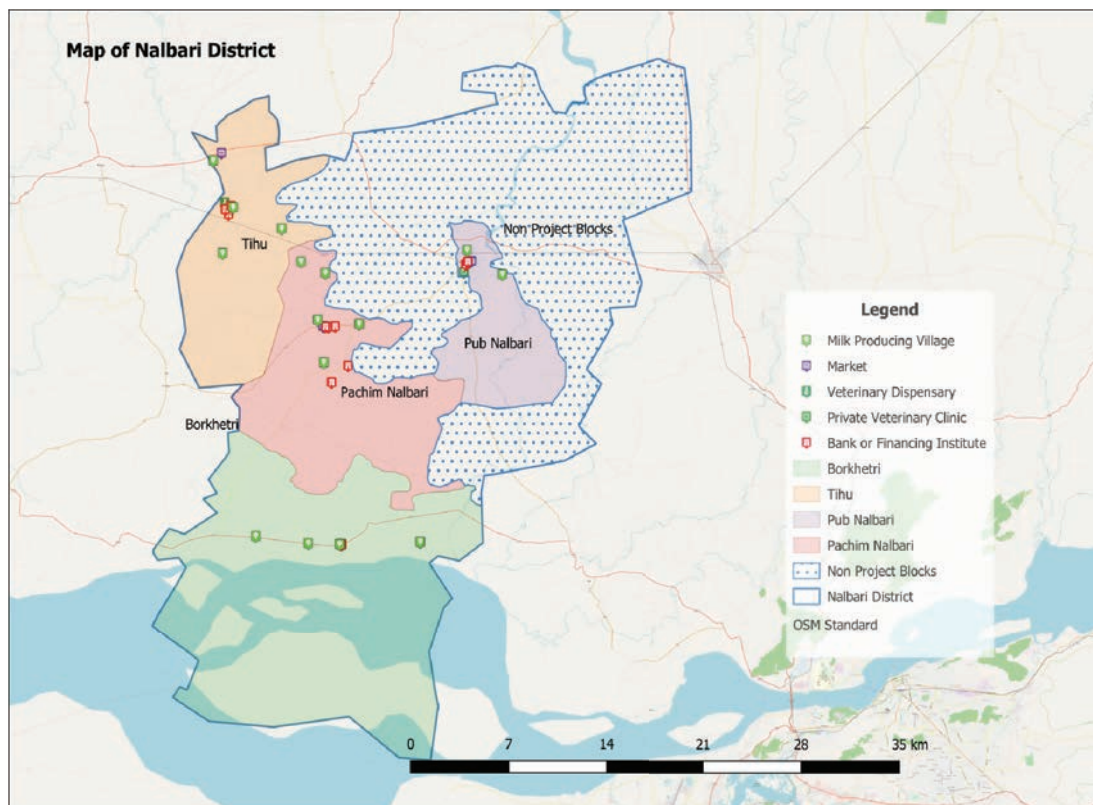 Map of Nalbari District
Non Project Blocks
Tihu
Pub Nalbari
Pachim Nalbari
Borkhetri
Legend
Milk Producing Village
Market
Veterinary Dispensary
Private Veterinary Clinic
Bank or Financing Institute
Borkhetri
Tihu
Pub Nalbari
Pachim Nalbari
Non Project Blocks
Nalbari District
OSM Standard
0 7 14 21 28 35 km